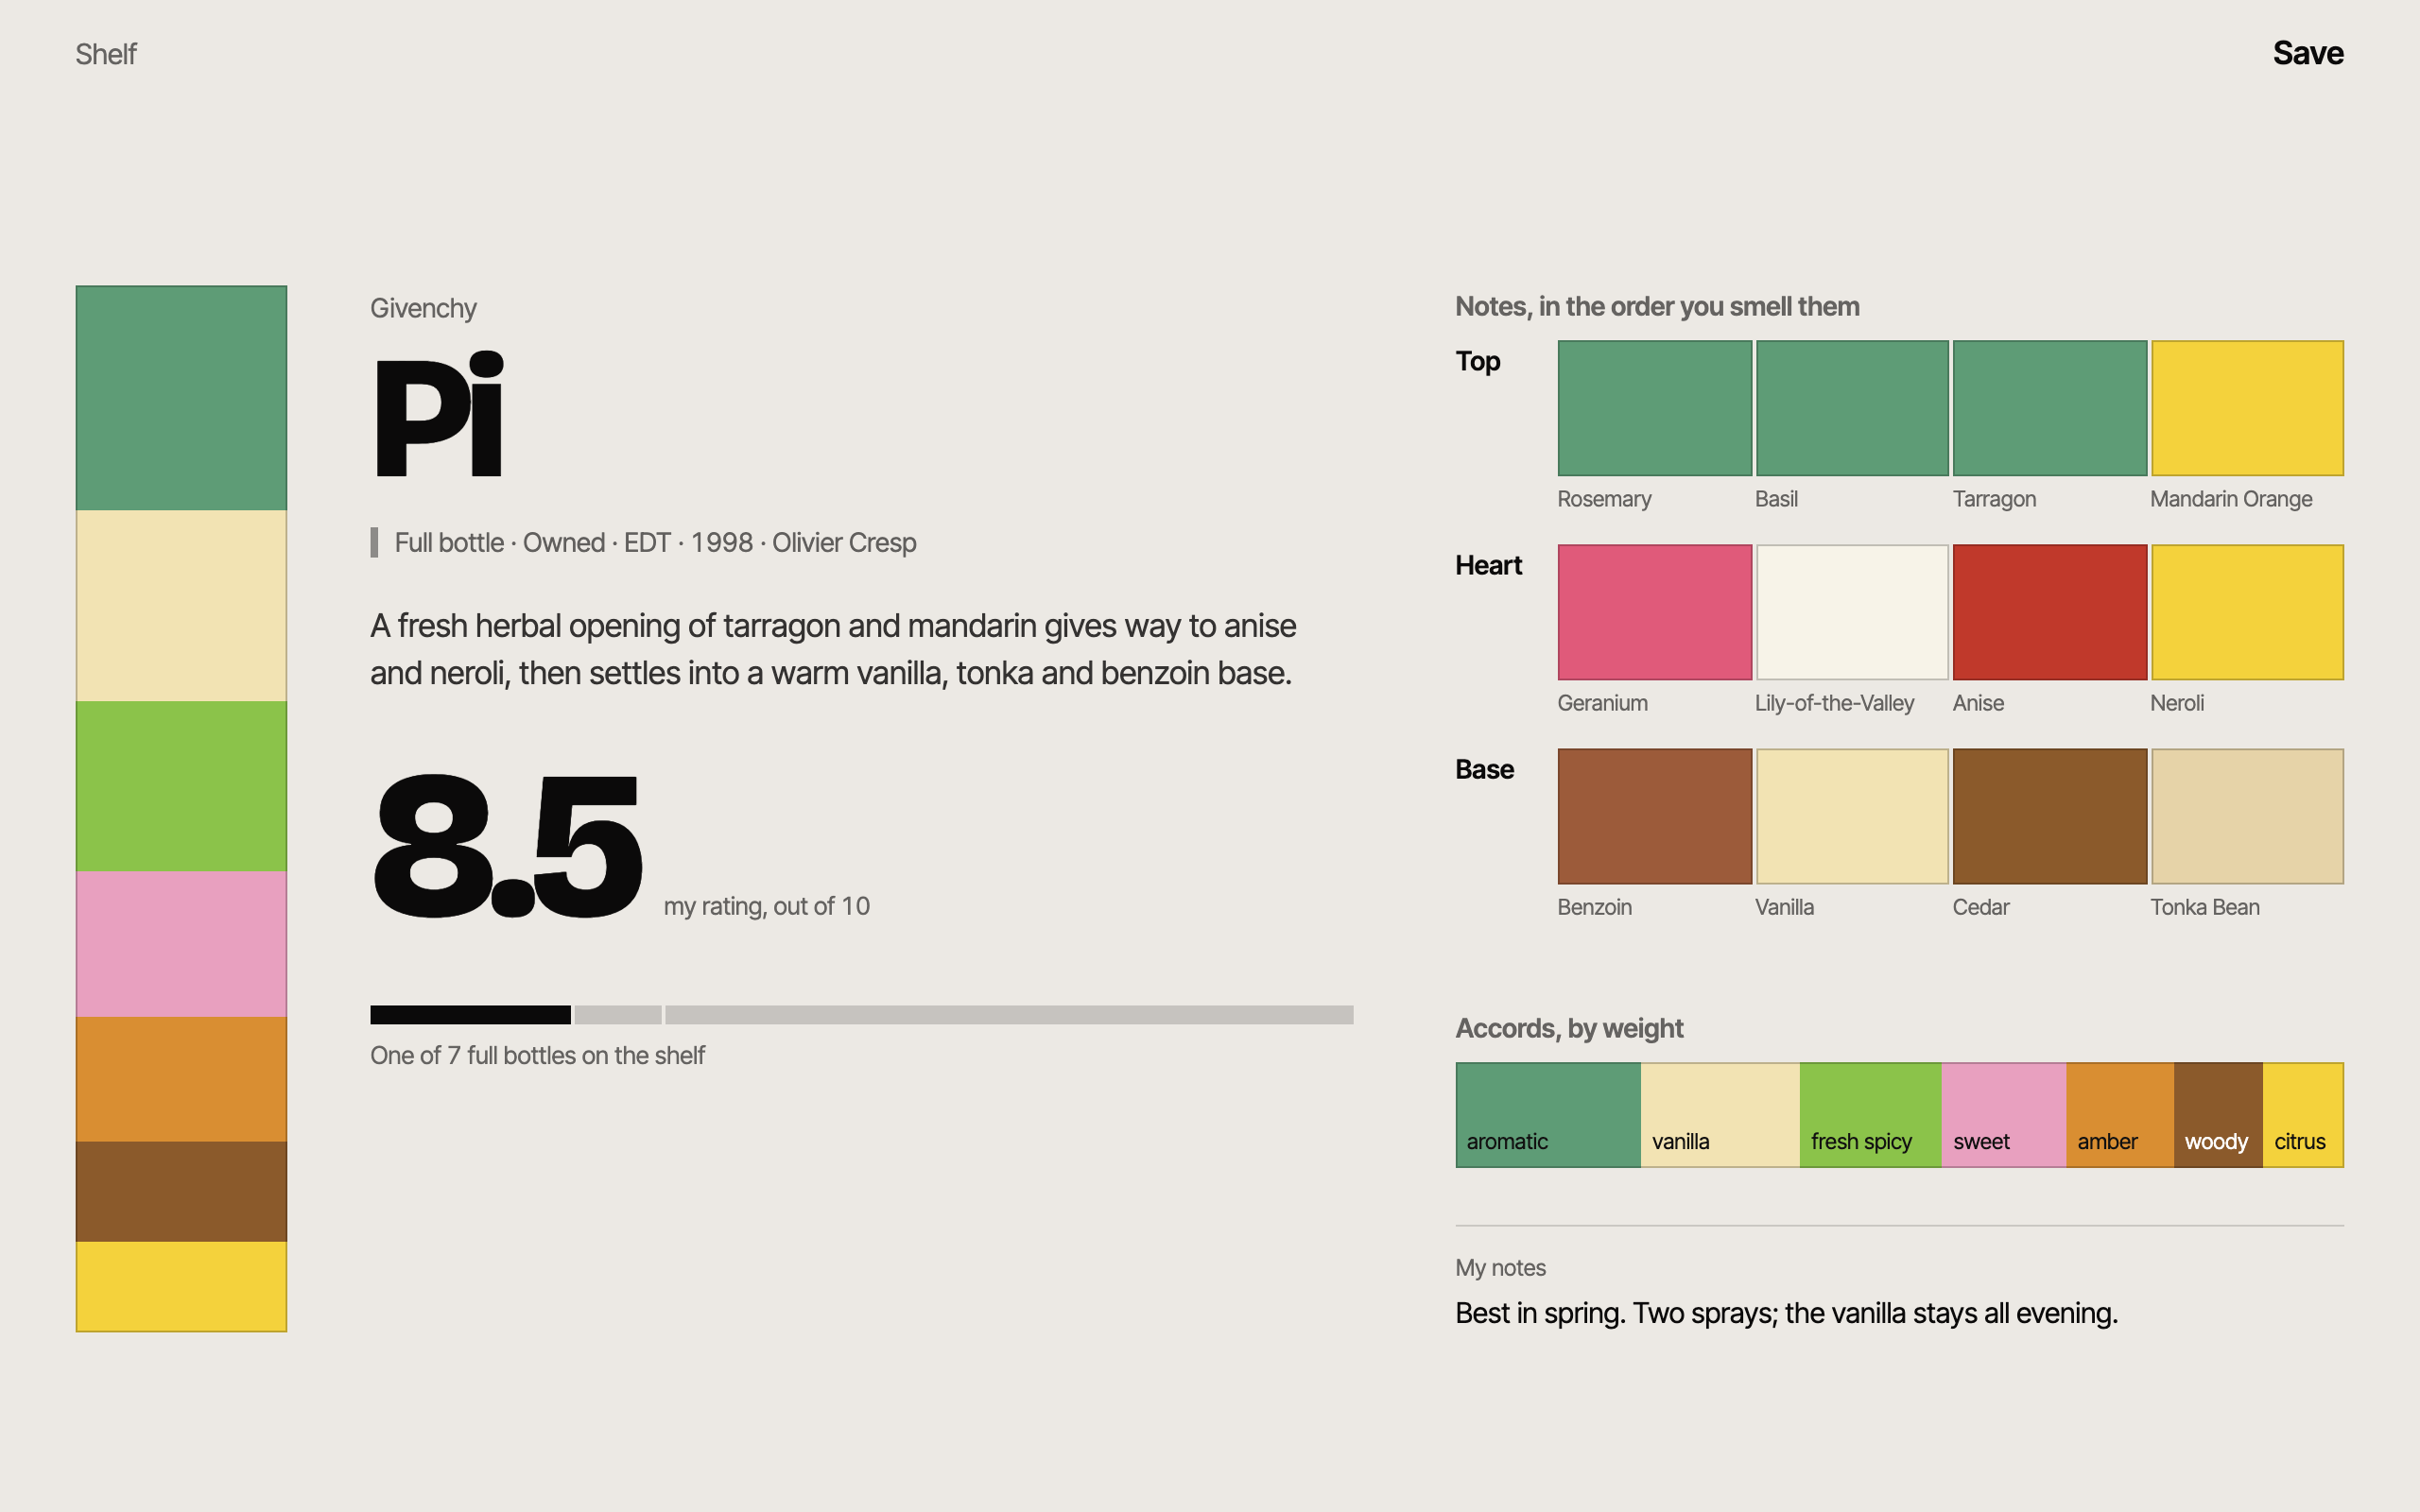 Shelf
Save
Givenchy
Pi
Full bottle · Owned · EDT · 1998 · Olivier Cresp
A fresh herbal opening of tarragon and mandarin gives way to anise
and neroli, then settles into a warm vanilla, tonka and benzoin base.
8.5 my rating, out of 10
One of 7 full bottles on the shelf
Notes, in the order you smell them
Top
Rosemary Basil Tarragon Mandarin Orange
Heart
Geranium Lily-of-the-Valley Anise Neroli
Base
Benzoin Vanilla Cedar Tonka Bean
Accords, by weight
aromatic vanilla fresh spicy sweet amber woody citrus
My notes
Best in spring. Two sprays; the vanilla stays all evening.